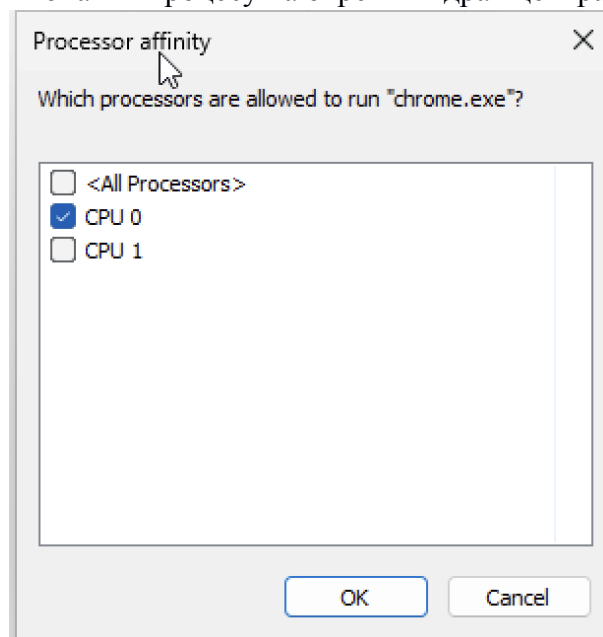 Processor affinity
Which processors are allowed to run "chrome.exe"?
<All Processors>
CPU 0
CPU 1
OK
Cancel